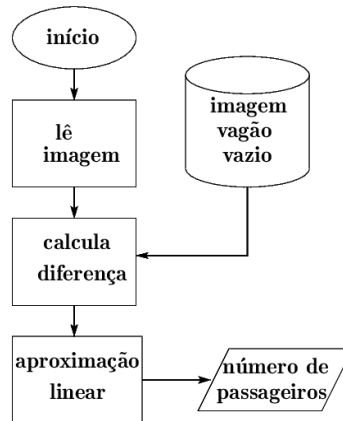 início
lê
imagem
imagem
vagão
vazio
calcula
diferença
aproximação
linear
número de
passageiros